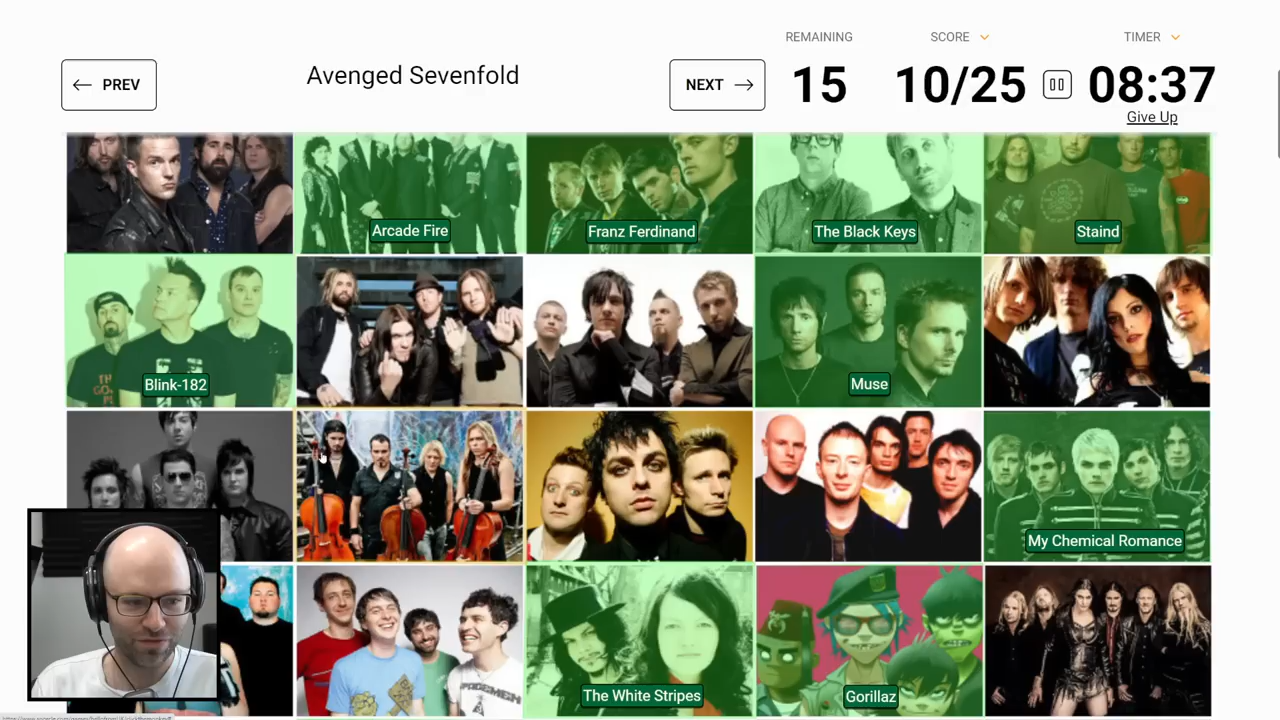 REMAINING
SCORE
TIMER
PREV
Avenged Sevenfold
NEXT
15
10/25
08:37
Give Up
Arcade Fire
Franz Ferdinand
The Black Keys
Staind
Blink-182
Muse
My Chemical Romance
The White Stripes
Gorillaz